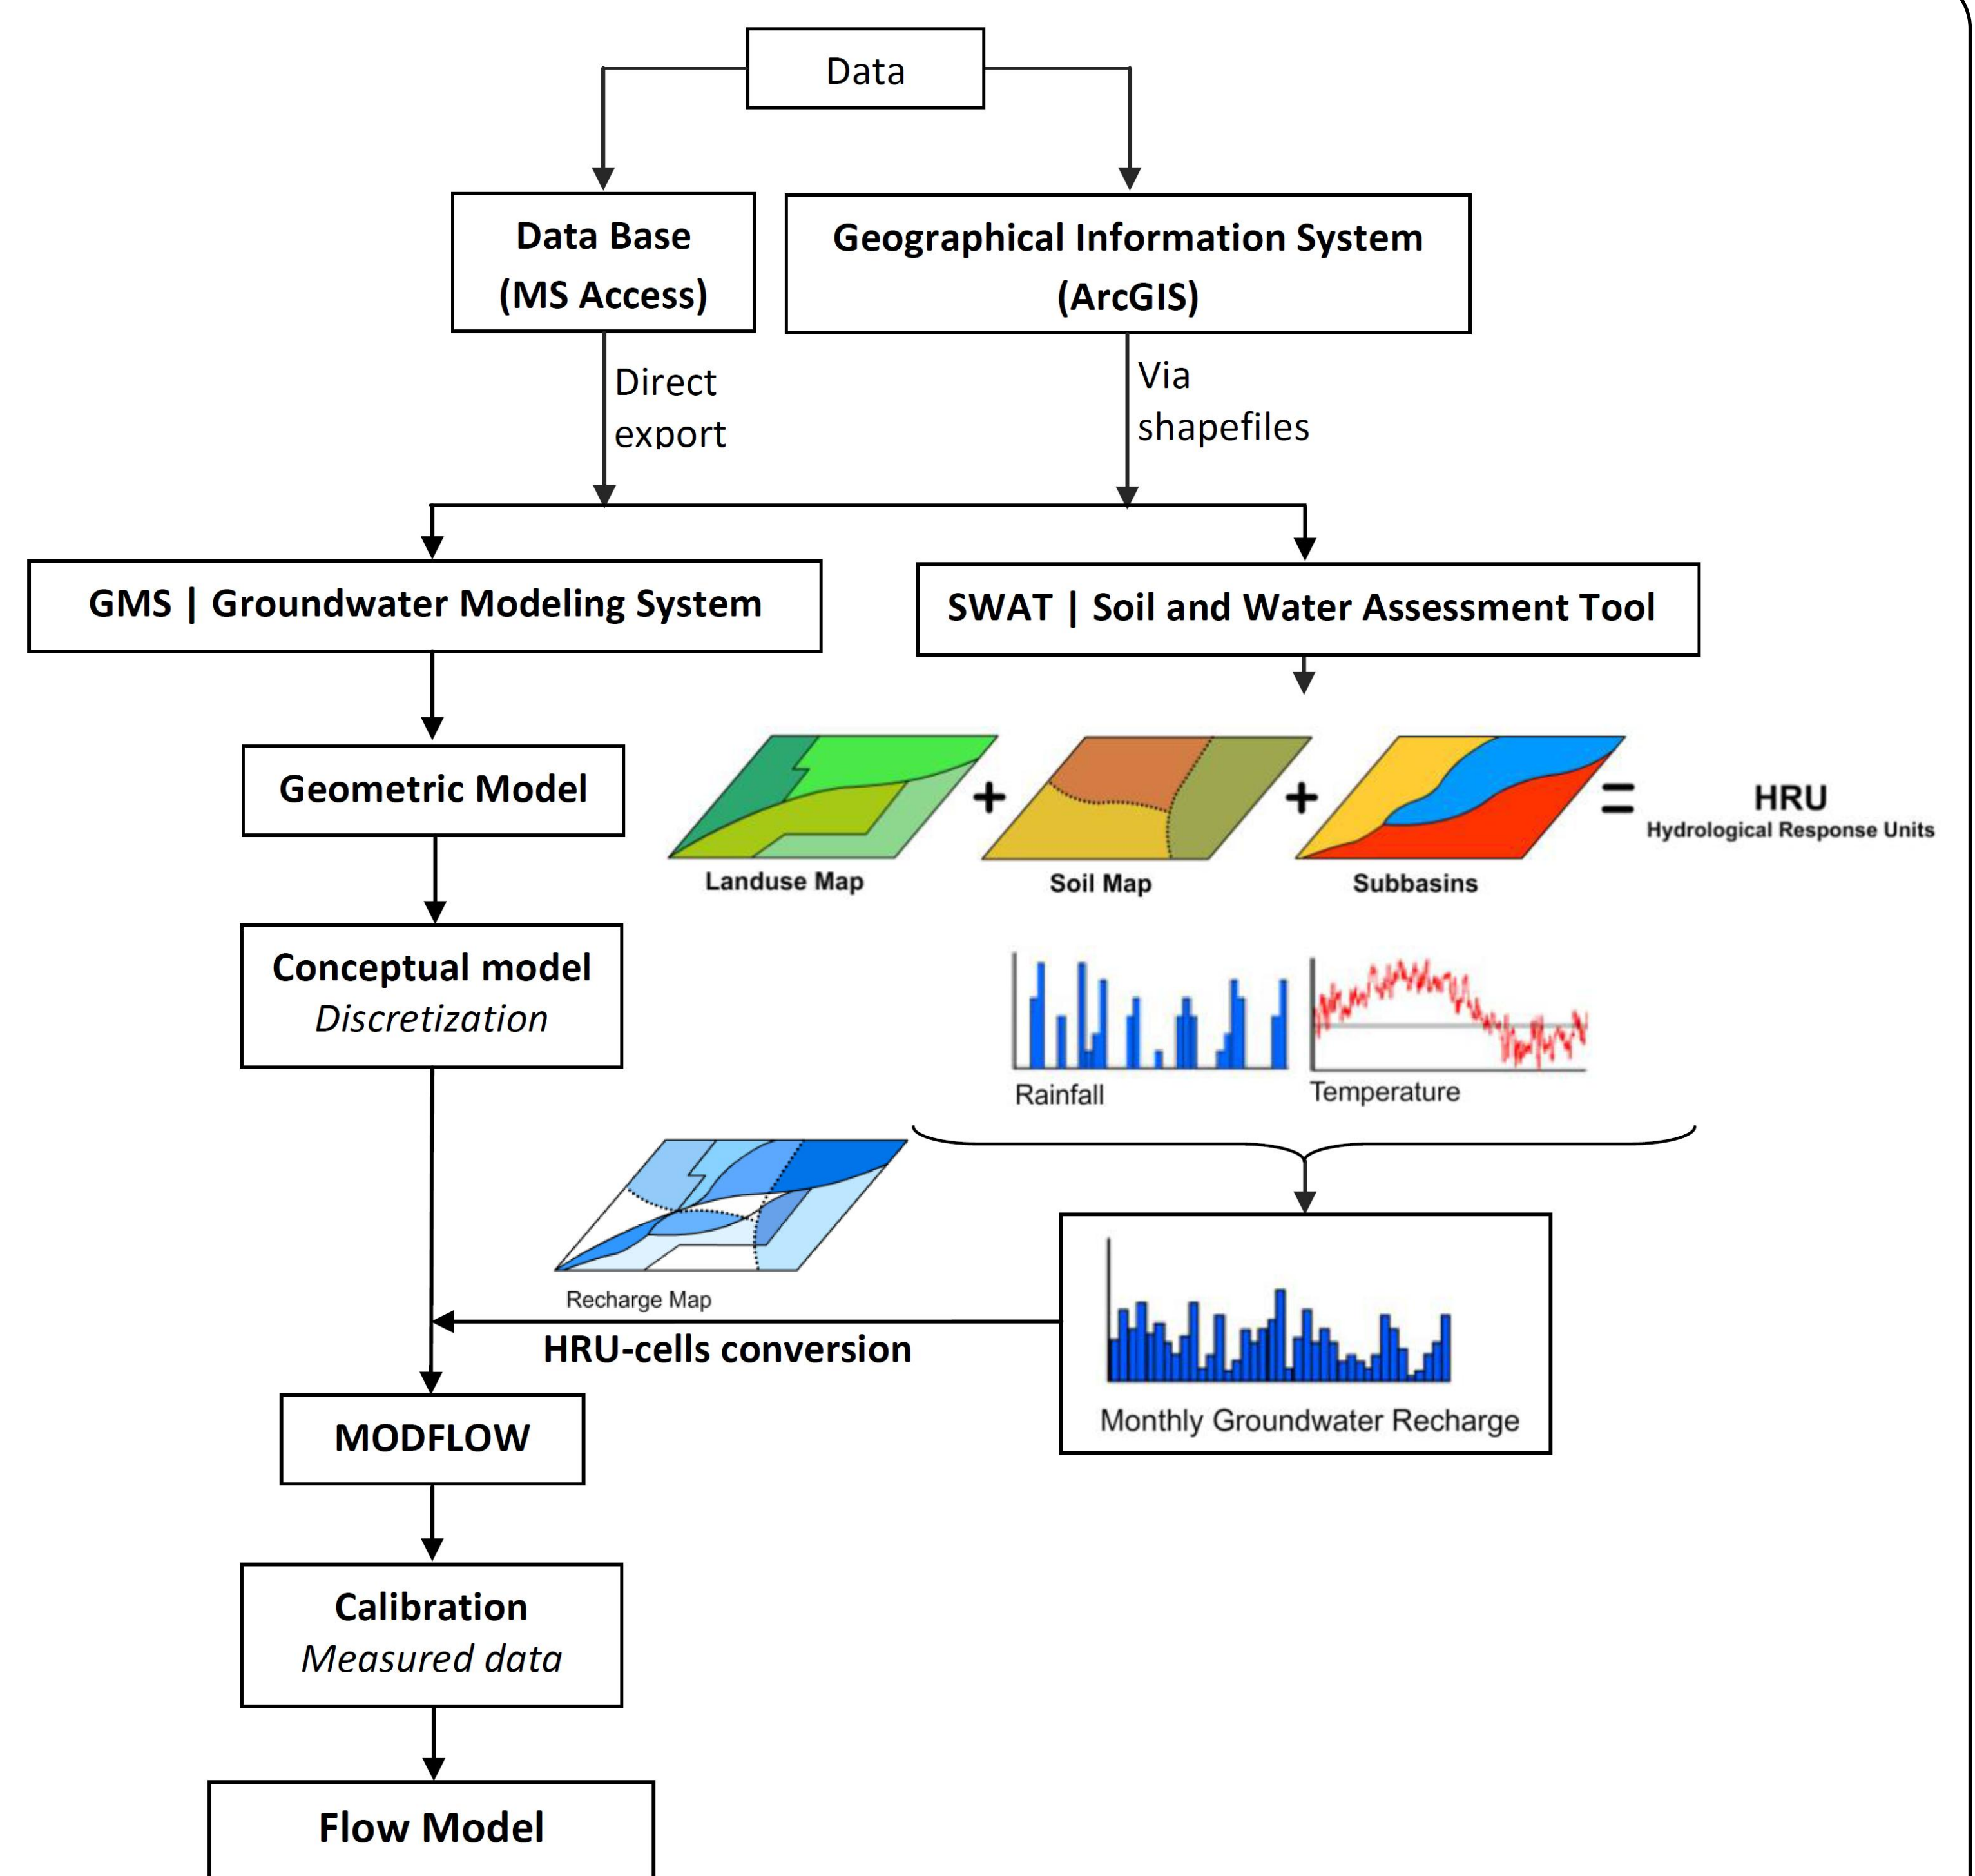 Data
Data Base
(MS Access)
Geographical Information System
(ArcGIS)
Direct
export
Via
shapefiles
GMS | Groundwater Modeling System
SWAT | Soil and Water Assessment Tool
Geometric Model
HRU
Hydrological Response Units
Landuse Map
Soil Map
Subbasins
+
+
=
Conceptual model
Discretization
Rainfall
Temperature
Recharge Map
HRU-cells conversion
Monthly Groundwater Recharge
MODFLOW
Calibration
Measured data
Flow Model